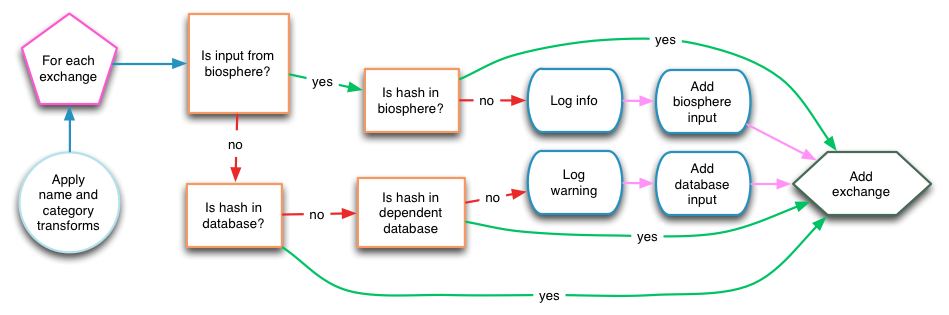 For each
exchange
Is input from
biosphere?
yes
Is hash in
biosphere?
yes
no
Log info
Add
biosphere
input
no
Apply
name and
category
transforms
Is hash in
database?
no
Is hash in
dependent
database
no
Log
warning
Add
database
input
Add
exchange
yes
yes